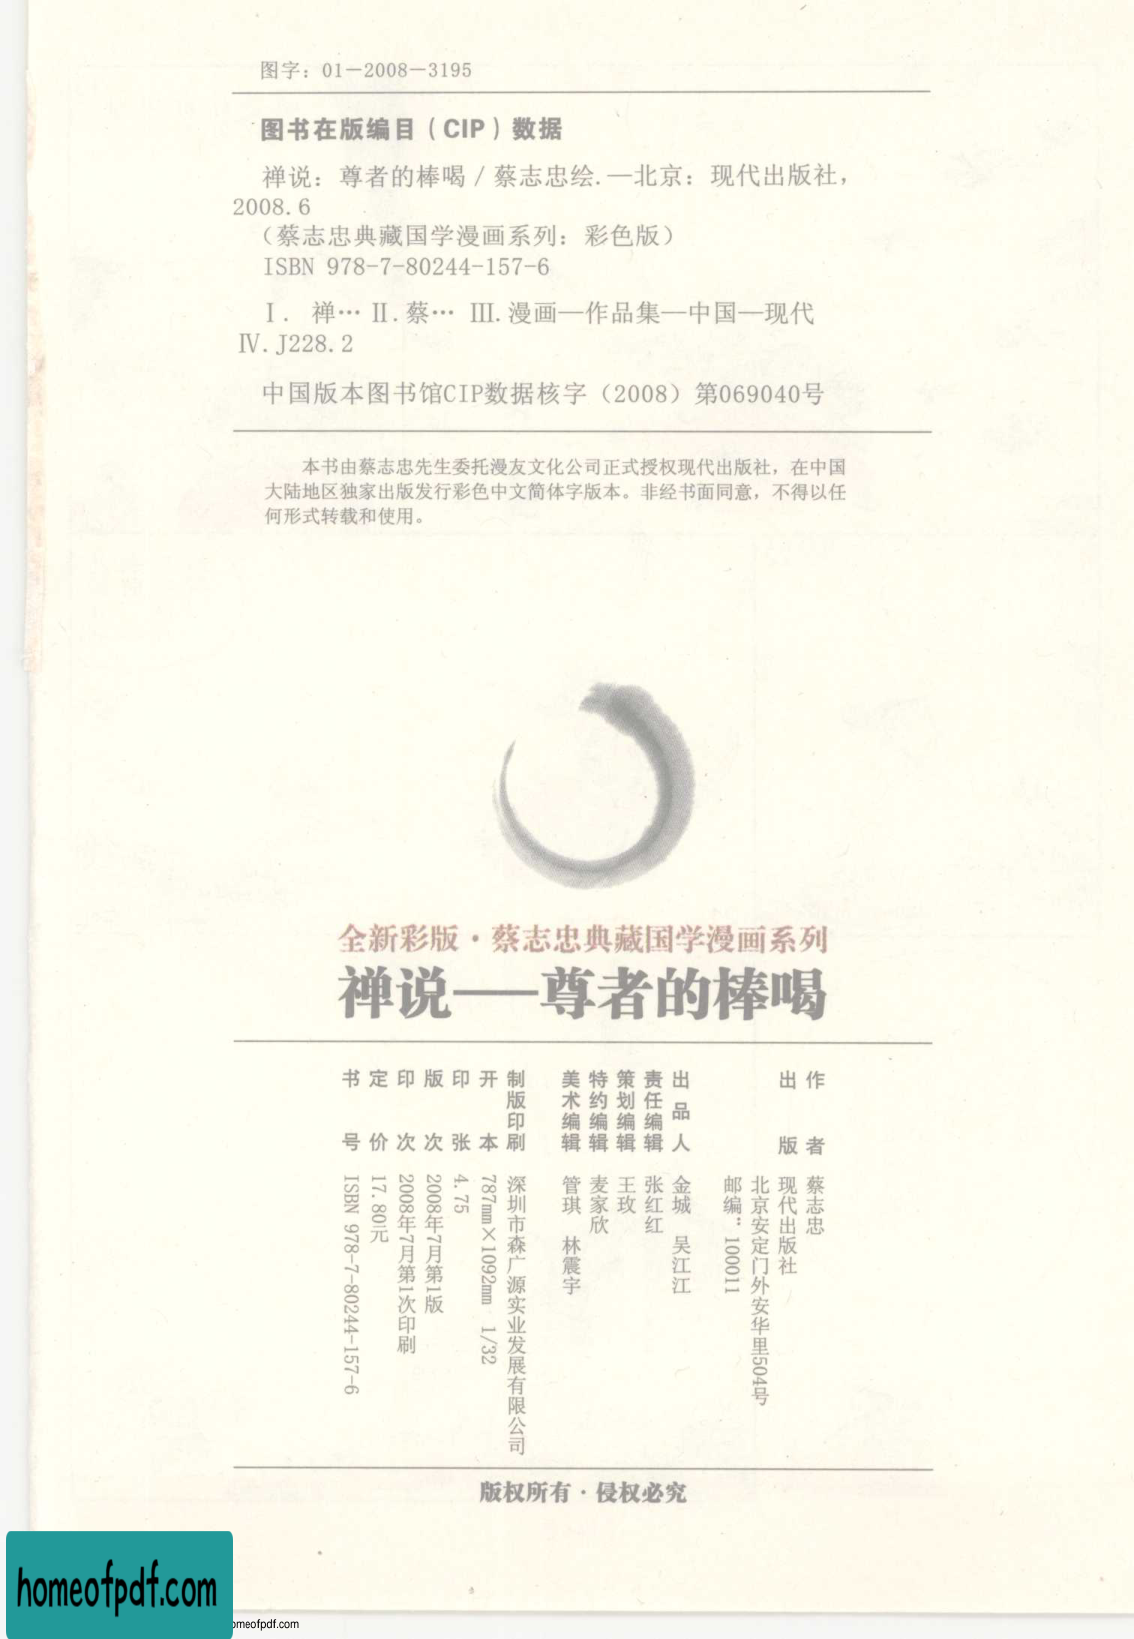 图字：01－2008－3195
图书在版编目（CIP）数据
禅说：尊者的棒喝 / 蔡志忠绘.—北京：现代出版社，
2008.6
（蔡志忠典藏国学漫画系列：彩色版）
ISBN 978-7-80244-157-6
Ⅰ. 禅… Ⅱ.蔡… Ⅲ.漫画—作品集—中国—现代
Ⅳ.J228.2
中国版本图书馆CIP数据核字（2008）第069040号
本书由蔡志忠先生委托漫友文化公司正式授权现代出版社，在中国
大陆地区独家出版发行彩色中文简体字版本。非经书面同意，不得以任
何形式转载和使用。
全新彩版·蔡志忠典藏国学漫画系列
禅说——尊者的棒喝
作者 蔡志忠
出版 现代出版社
北京安定门外安华里504号
邮编：100011
出品人 金城 吴江江
责任编辑 张红红
策划编辑 王玫
特约编辑 麦家欣
美术编辑 管琪 林震宇
制版印刷 深圳市森广源实业发展有限公司
开本 787mm×1092mm 1/32
印张 4.75
版次 2008年7月第1版
印次 2008年7月第1次印刷
定价 17.80元
书号 ISBN 978-7-80244-157-6
版权所有·侵权必究
homeofpdf.com
omeofpdf.com